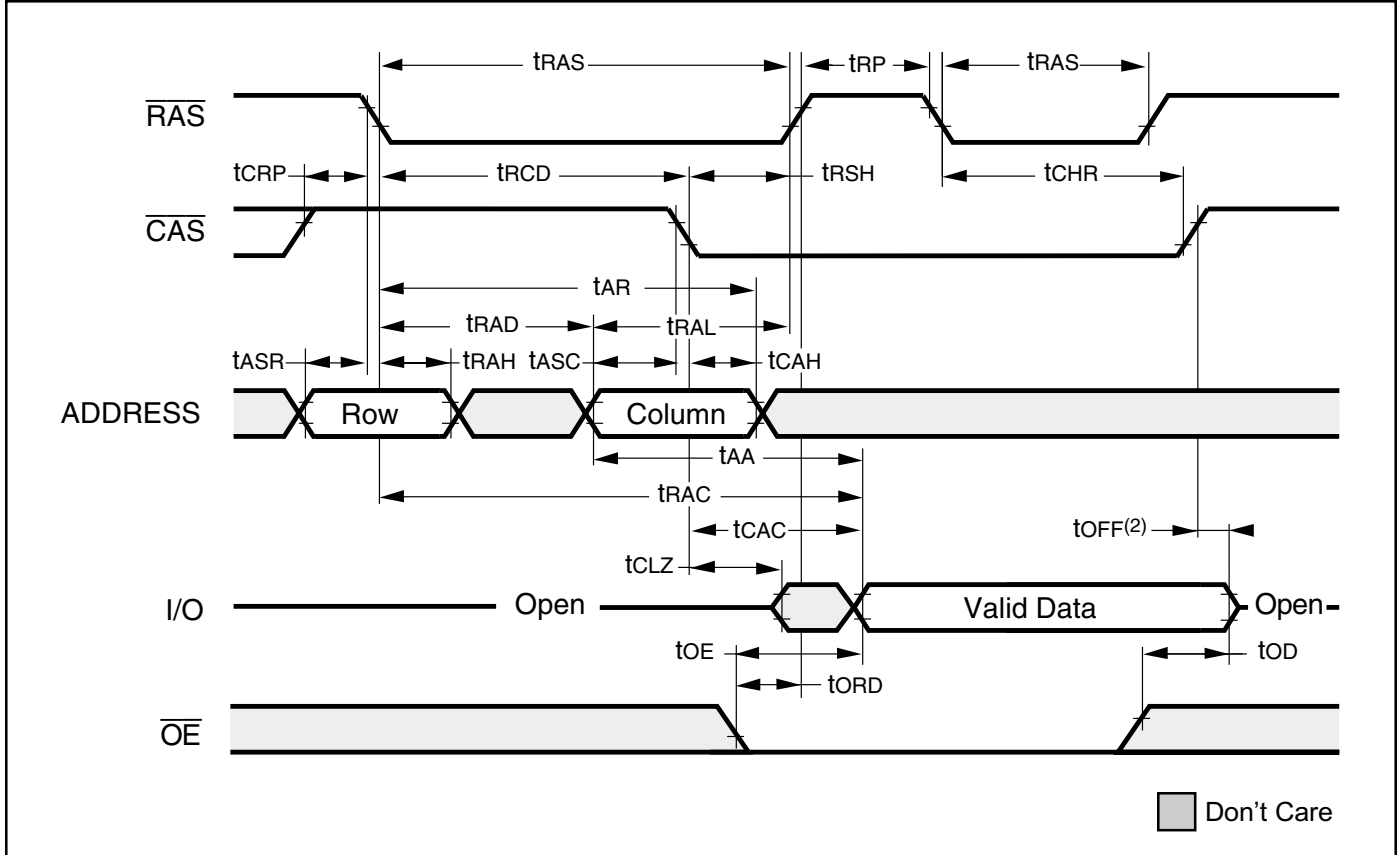 tRAS tRP tRAS
RAS
tCRP tRCD tRSH tCHR
CAS
tAR
tRAD tRAL
tASR tRAH tASC tCAH
ADDRESS Row Column
tAA
tRAC
tCAC tOFF(2)
tCLZ
I/O Open Valid Data Open
tOE tOD
tORD
OE
Don't Care